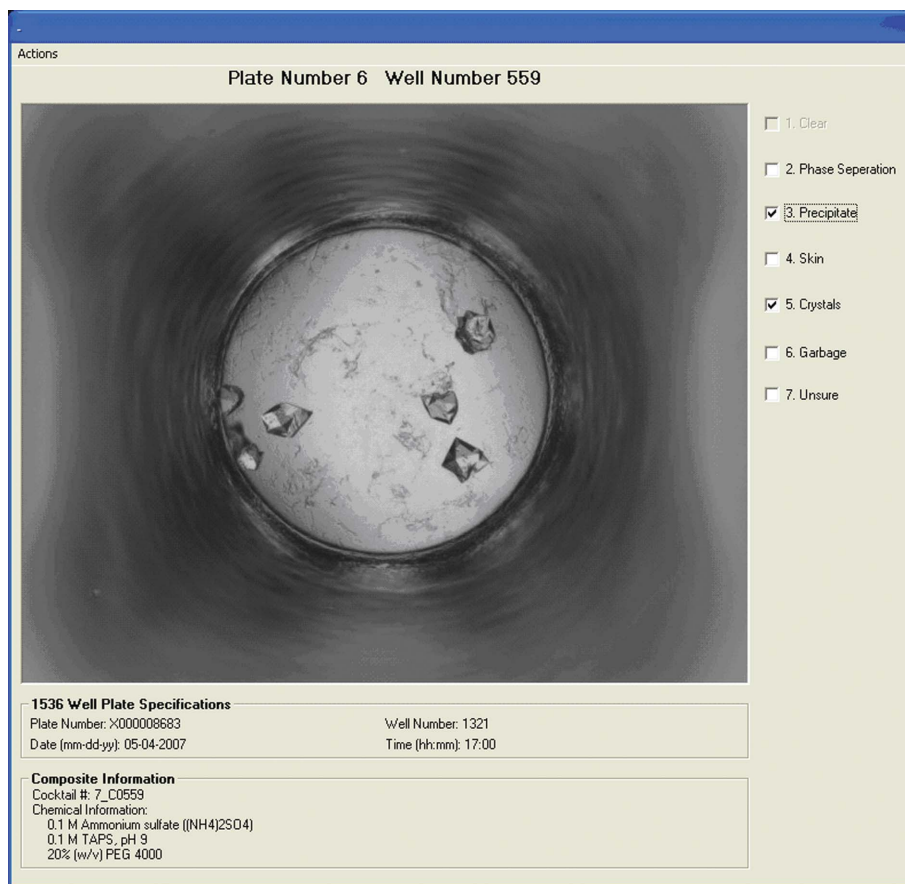 Actions
Plate Number 6 Well Number 559
1. Clear
2. Phase Seperation
3. Precipitate
4. Skin
5. Crystals
6. Garbage
7. Unsure
1536 Well Plate Specifications
Plate Number: X000008683 Well Number: 1321
Date (mm-dd-yy): 05-04-2007 Time (hh:mm): 17:00
Composite Information
Cocktail #: 7_C0559
Chemical Information:
0.1 M Ammonium sulfate ((NH4)2SO4)
0.1 M TAPS, pH 9
20% (w/v) PEG 4000